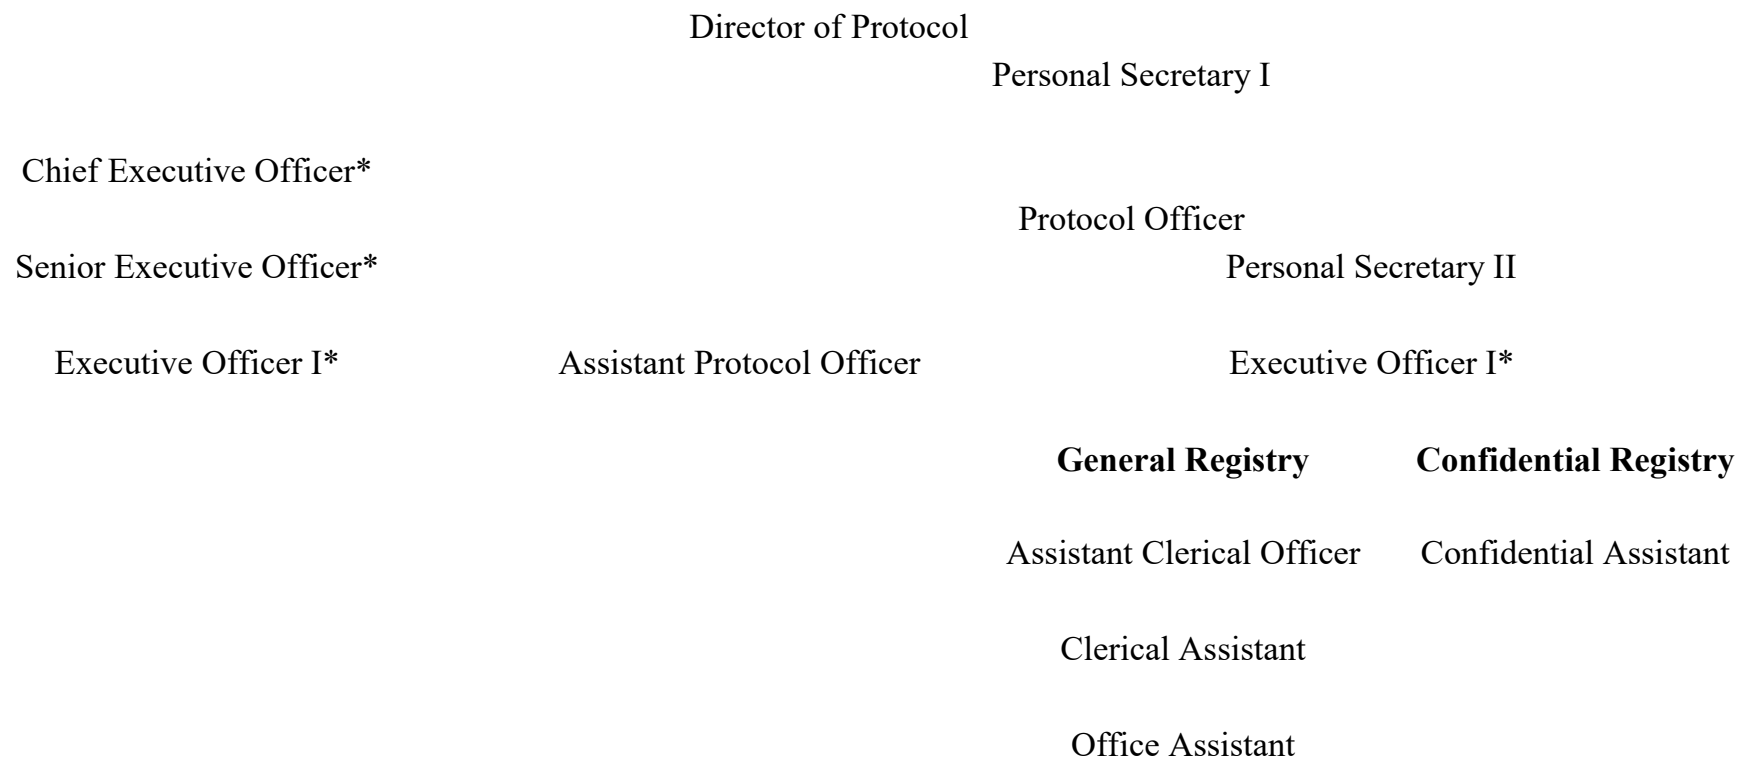 Director of Protocol
Personal Secretary I
Chief Executive Officer*
Protocol Officer
Senior Executive Officer* Personal Secretary II
Executive Officer I* Assistant Protocol Officer Executive Officer I*
General Registry Confidential Registry
Assistant Clerical Officer Confidential Assistant
Clerical Assistant
Office Assistant